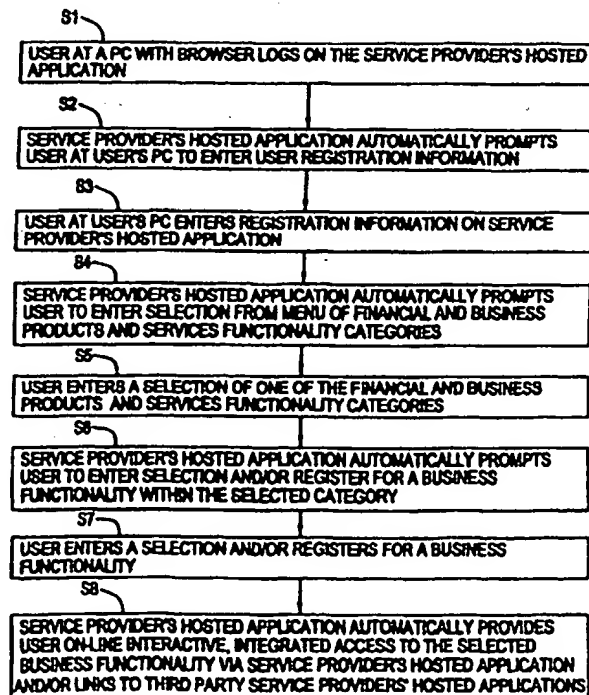 S1
USER AT A PC WITH BROWSER LOGS ON THE SERVICE PROVIDER'S HOSTED
APPLICATION
S2
SERVICE PROVIDER'S HOSTED APPLICATION AUTOMATICALLY PROMPTS
USER AT USER'S PC TO ENTER USER REGISTRATION INFORMATION
S3
USER AT USER'S PC ENTERS REGISTRATION INFORMATION ON SERVICE
PROVIDER'S HOSTED APPLICATION
S4
SERVICE PROVIDER'S HOSTED APPLICATION AUTOMATICALLY PROMPTS
USER TO ENTER SELECTION FROM MENU OF FINANCIAL AND BUSINESS
PRODUCTS AND SERVICES FUNCTIONALITY CATEGORIES
S5
USER ENTERS A SELECTION OF ONE OF THE FINANCIAL AND BUSINESS
PRODUCTS AND SERVICES FUNCTIONALITY CATEGORIES
S6
SERVICE PROVIDER'S HOSTED APPLICATION AUTOMATICALLY PROMPTS
USER TO ENTER SELECTION AND/OR REGISTER FOR A BUSINESS
FUNCTIONALITY WITHIN THE SELECTED CATEGORY
S7
USER ENTERS A SELECTION AND/OR REGISTERS FOR A BUSINESS
FUNCTIONALITY
S8
SERVICE PROVIDER'S HOSTED APPLICATION AUTOMATICALLY PROVIDES
USER ON-LINE INTERACTIVE, INTEGRATED ACCESS TO THE SELECTED
BUSINESS FUNCTIONALITY VIA SERVICE PROVIDER'S HOSTED APPLICATION
AND/OR LINKS TO THIRD PARTY SERVICE PROVIDERS' HOSTED APPLICATIONS